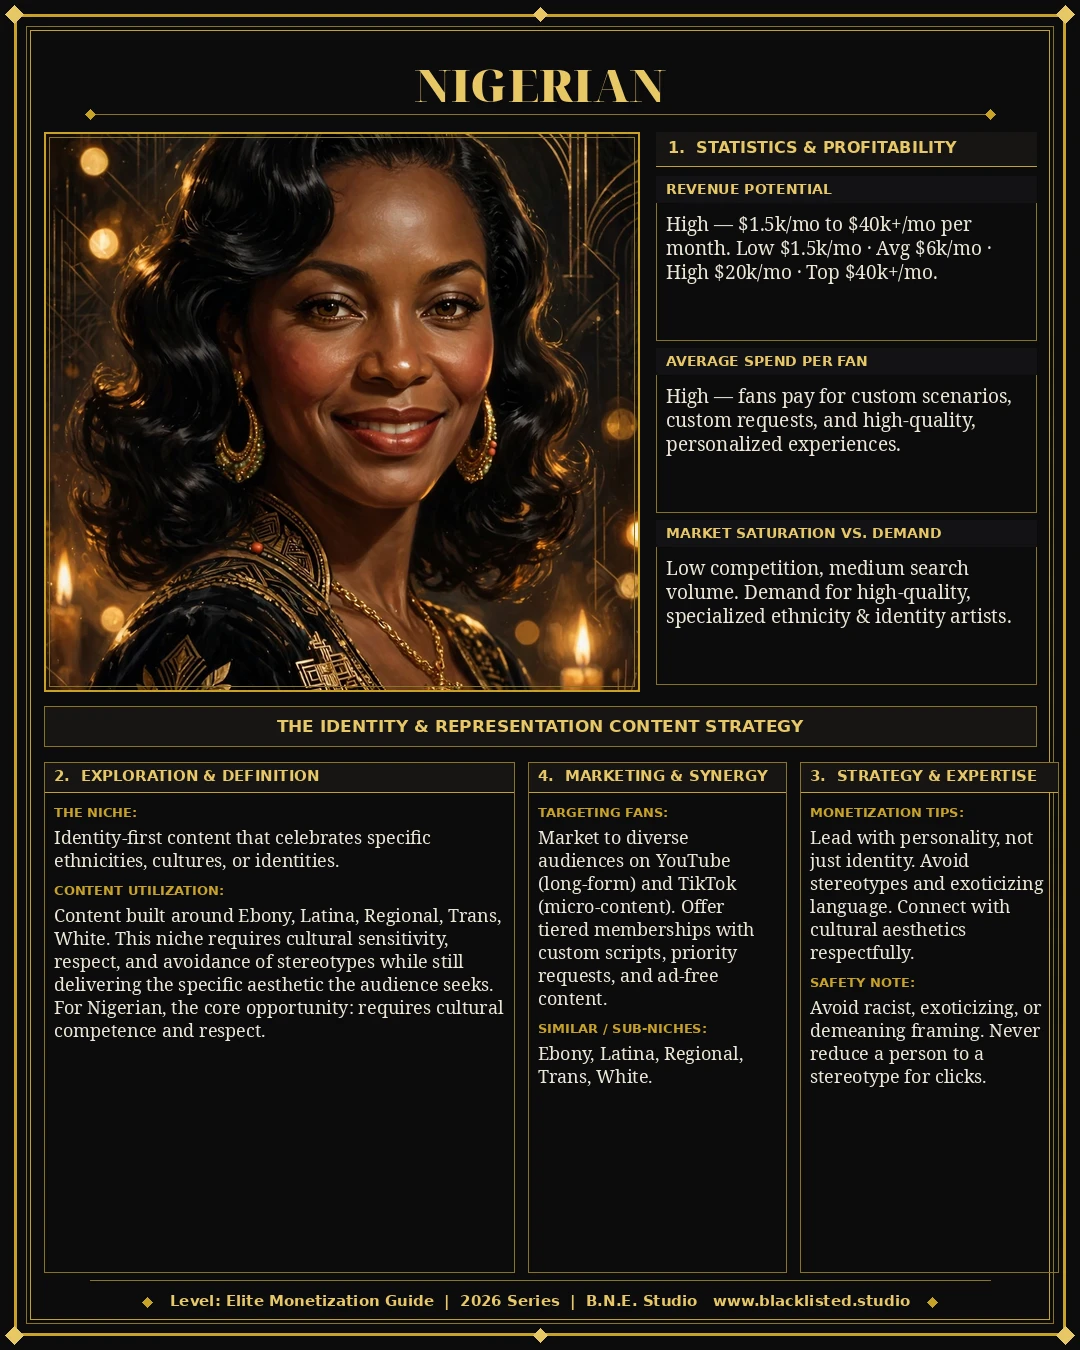 NIGERIAN
1. STATISTICS & PROFITABILITY
REVENUE POTENTIAL
High — $1.5k/mo to $40k+/mo per
month. Low $1.5k/mo · Avg $6k/mo ·
High $20k/mo · Top $40k+/mo.
AVERAGE SPEND PER FAN
High — fans pay for custom scenarios,
custom requests, and high-quality,
personalized experiences.
MARKET SATURATION VS. DEMAND
Low competition, medium search
volume. Demand for high-quality,
specialized ethnicity & identity artists.
THE IDENTITY & REPRESENTATION CONTENT STRATEGY
2. EXPLORATION & DEFINITION
THE NICHE:
Identity-first content that celebrates specific
ethnicities, cultures, or identities.
CONTENT UTILIZATION:
Content built around Ebony, Latina, Regional, Trans,
White. This niche requires cultural sensitivity,
respect, and avoidance of stereotypes while still
delivering the specific aesthetic the audience seeks.
For Nigerian, the core opportunity: requires cultural
competence and respect.
4. MARKETING & SYNERGY
TARGETING FANS:
Market to diverse
audiences on YouTube
(long-form) and TikTok
(micro-content). Offer
tiered memberships with
custom scripts, priority
requests, and ad-free
content.
SIMILAR / SUB-NICHES:
Ebony, Latina, Regional,
Trans, White.
3. STRATEGY & EXPERTISE
MONETIZATION TIPS:
Lead with personality, not
just identity. Avoid
stereotypes and exoticizing
language. Connect with
cultural aesthetics
respectfully.
SAFETY NOTE:
Avoid racist, exoticizing, or
demeaning framing. Never
reduce a person to a
stereotype for clicks.
Level: Elite Monetization Guide | 2026 Series | B.N.E. Studio www.blacklisted.studio